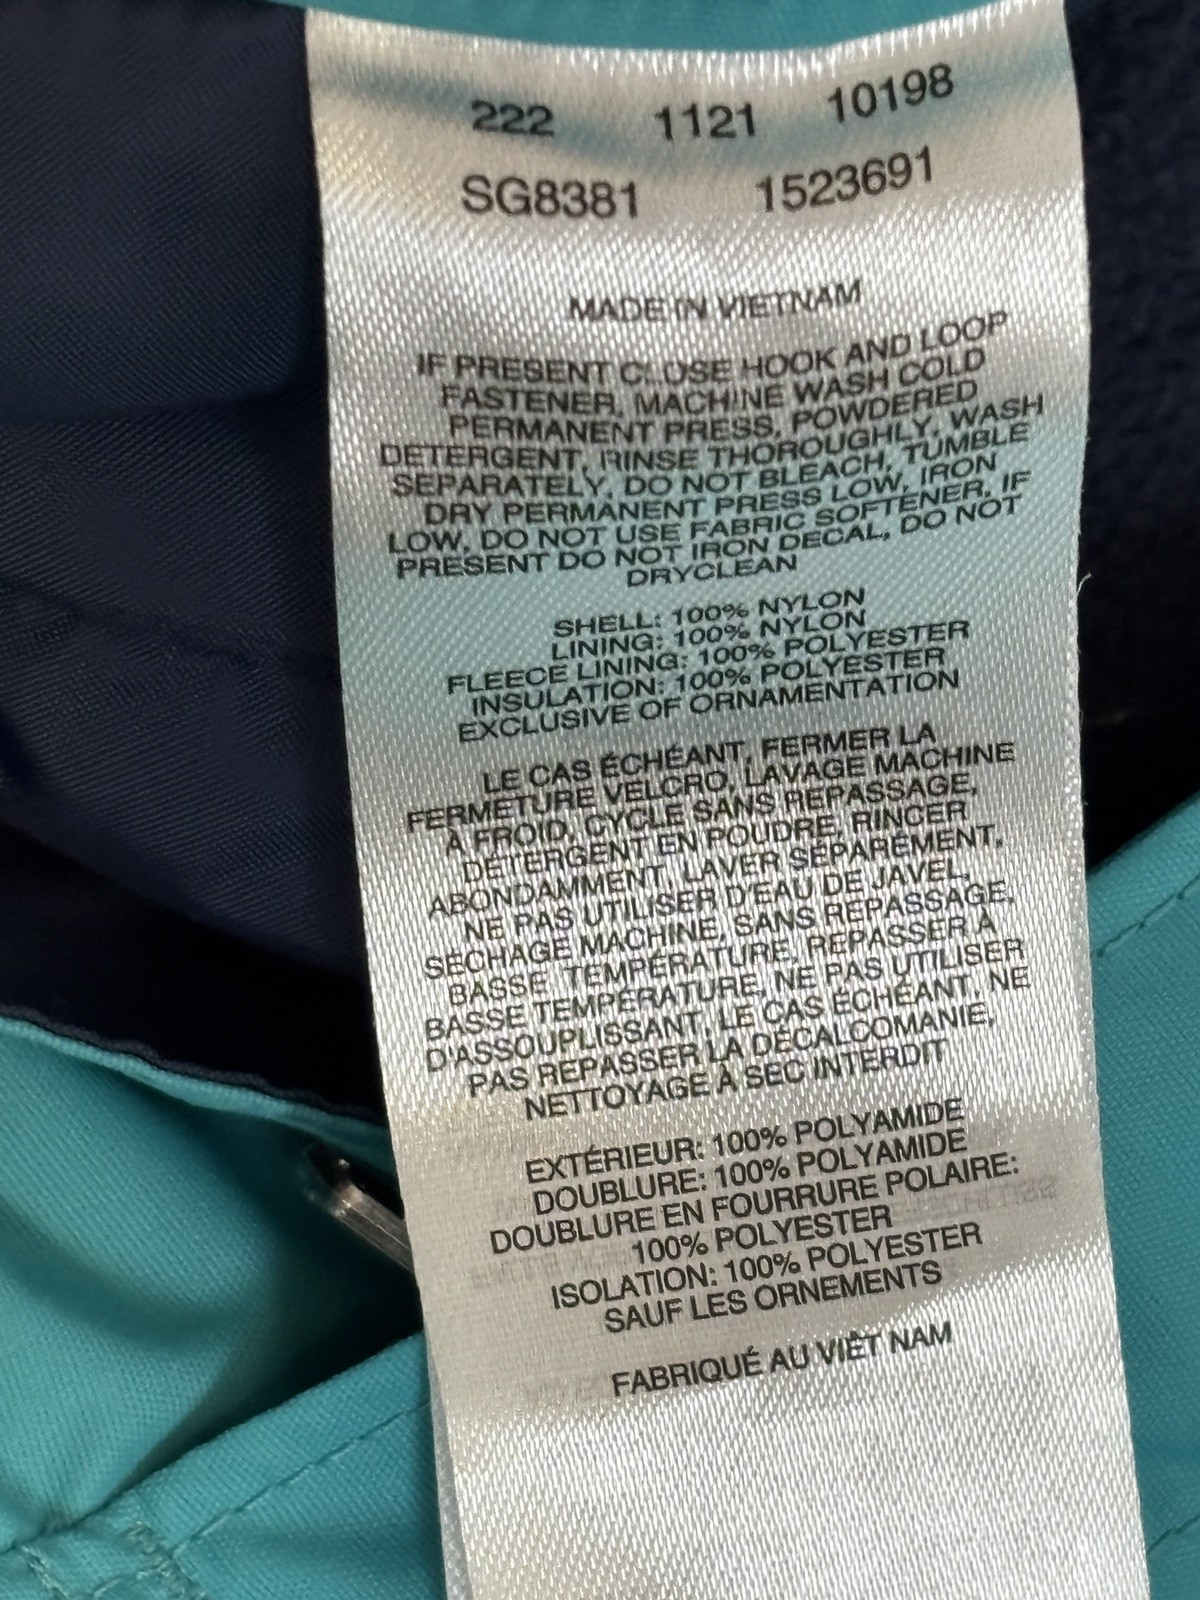 222 1121 10198
SG8381 1523691
MADE IN VIETNAM
IF PRESENT CLOSE HOOK AND LOOP
FASTENER, MACHINE WASH COLD
PERMANENT PRESS, POWDERED
DETERGENT, RINSE THOROUGHLY, WASH
SEPARATELY, DO NOT BLEACH, TUMBLE
DRY PERMANENT PRESS LOW, IRON
LOW, DO NOT USE FABRIC SOFTENER, IF
PRESENT DO NOT IRON DECAL, DO NOT
DRYCLEAN
SHELL: 100% NYLON
LINING: 100% NYLON
FLEECE LINING: 100% POLYESTER
INSULATION: 100% POLYESTER
EXCLUSIVE OF ORNAMENTATION
LE CAS ÉCHÉANT, FERMER LA
FERMETURE VELCRO, LAVAGE MACHINE
À FROID, CYCLE SANS REPASSAGE,
DÉTERGENT EN POUDRE, RINCER
ABONDAMMENT, LAVER SÉPARÉMENT,
NE PAS UTILISER D'EAU DE JAVEL,
SÉCHAGE MACHINE, SANS REPASSAGE,
BASSE TEMPÉRATURE, REPASSER À
BASSE TEMPÉRATURE, NE PAS UTILISER
D'ASSOUPLISSANT, LE CAS ÉCHÉANT, NE
PAS REPASSER LA DÉCALCOMANIE,
NETTOYAGE À SEC INTERDIT
EXTÉRIEUR: 100% POLYAMIDE
DOUBLURE: 100% POLYAMIDE
DOUBLURE EN FOURRURE POLAIRE:
100% POLYESTER
ISOLATION: 100% POLYESTER
SAUF LES ORNEMENTS
FABRIQUÉ AU VIÊT NAM